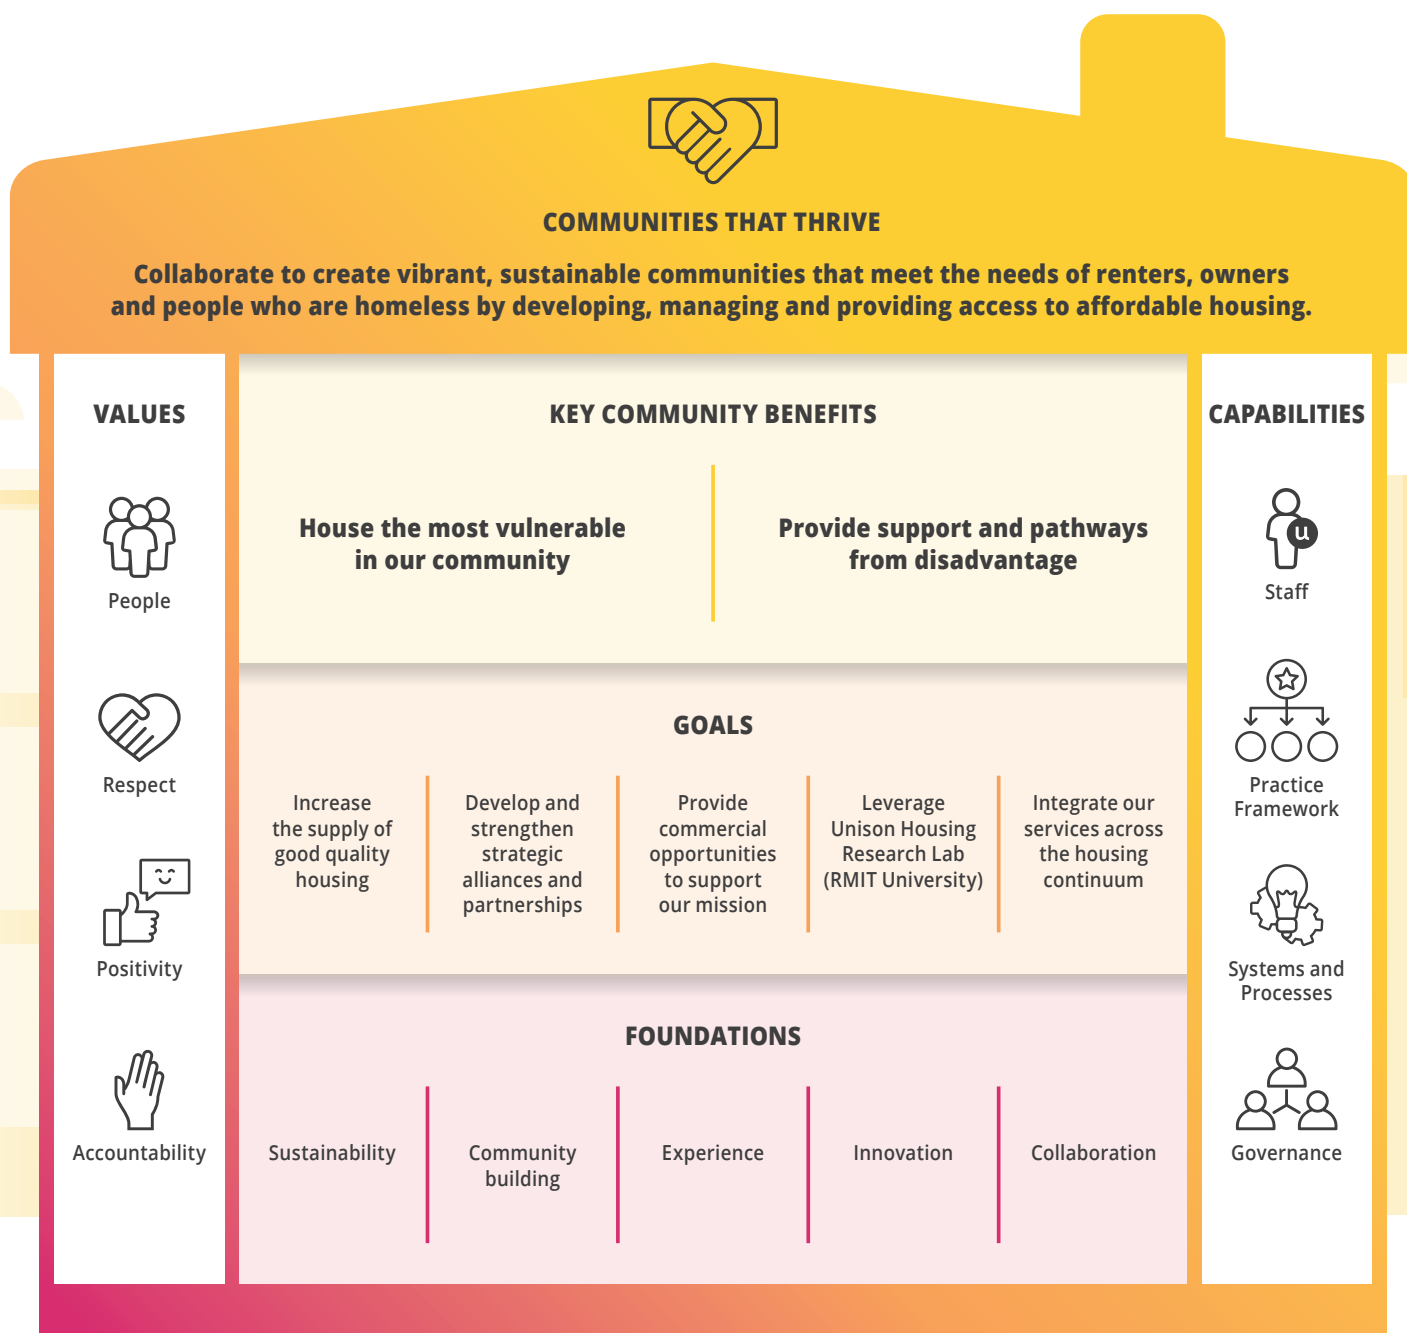 COMMUNITIES THAT THRIVE
Collaborate to create vibrant, sustainable communities that meet the needs of renters, owners
and people who are homeless by developing, managing and providing access to affordable housing.
VALUES
People
Respect
Positivity
Accountability
KEY COMMUNITY BENEFITS
House the most vulnerable
in our community
Provide support and pathways
from disadvantage
GOALS
Increase
the supply of
good quality
housing
Develop and
strengthen
strategic
alliances and
partnerships
Provide
commercial
opportunities
to support
our mission
Leverage
Unison Housing
Research Lab
(RMIT University)
Integrate our
services across
the housing
continuum
FOUNDATIONS
Sustainability
Community
building
Experience
Innovation
Collaboration
CAPABILITIES
u
Staff
Practice
Framework
Systems and
Processes
Governance